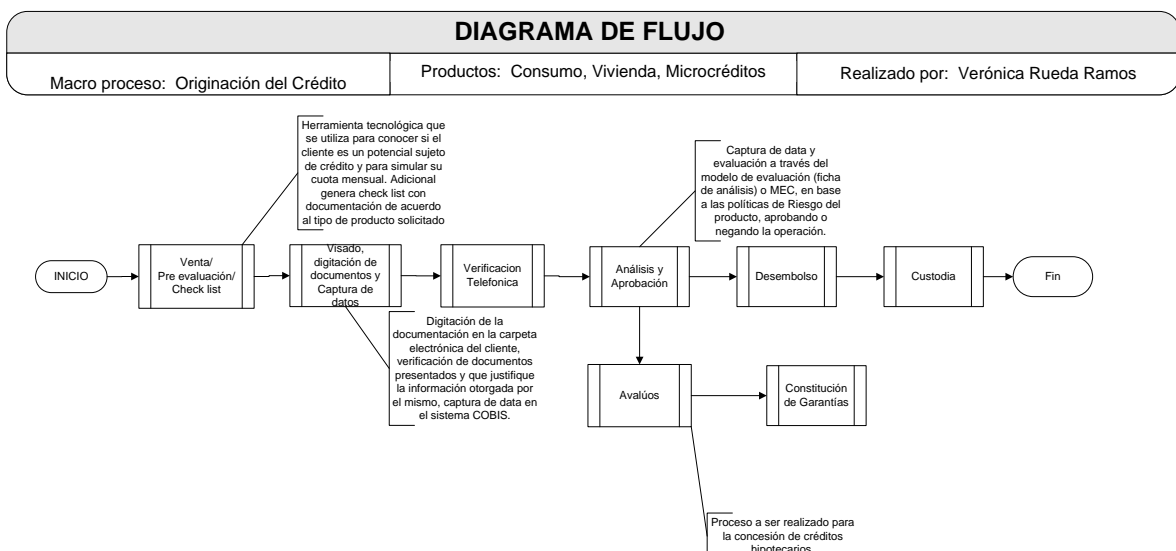 DIAGRAMA DE FLUJO
Macro proceso: Originación del Crédito
Productos: Consumo, Vivienda, Microcréditos
Realizado por: Verónica Rueda Ramos
Herramienta tecnológica que
se utiliza para conocer si el
cliente es un potencial sujeto
de crédito y para simular su
cuota mensual. Adicional
genera check list con
documentación de acuerdo
al tipo de producto solicitado
Captura de data y
evaluación a través del
modelo de evaluación (ficha
de análisis) o MEC, en base
a las políticas de Riesgo del
producto, aprobando o
negando la operación.
INICIO
Venta/
Pre evaluación/
Check list
Visado,
digitación de
documentos y
Captura de
datos
Verificacion
Telefonica
Análisis y
Aprobación
Desembolso
Custodia
Fin
Digitación de la
documentación en la carpeta
electrónica del cliente,
verificación de documentos
presentados y que justifique
la información otorgada por
el mismo, captura de data en
el sistema COBIS.
Avalúos
Constitución
de Garantías
Proceso a ser realizado para
la concesión de créditos
hipotecarios